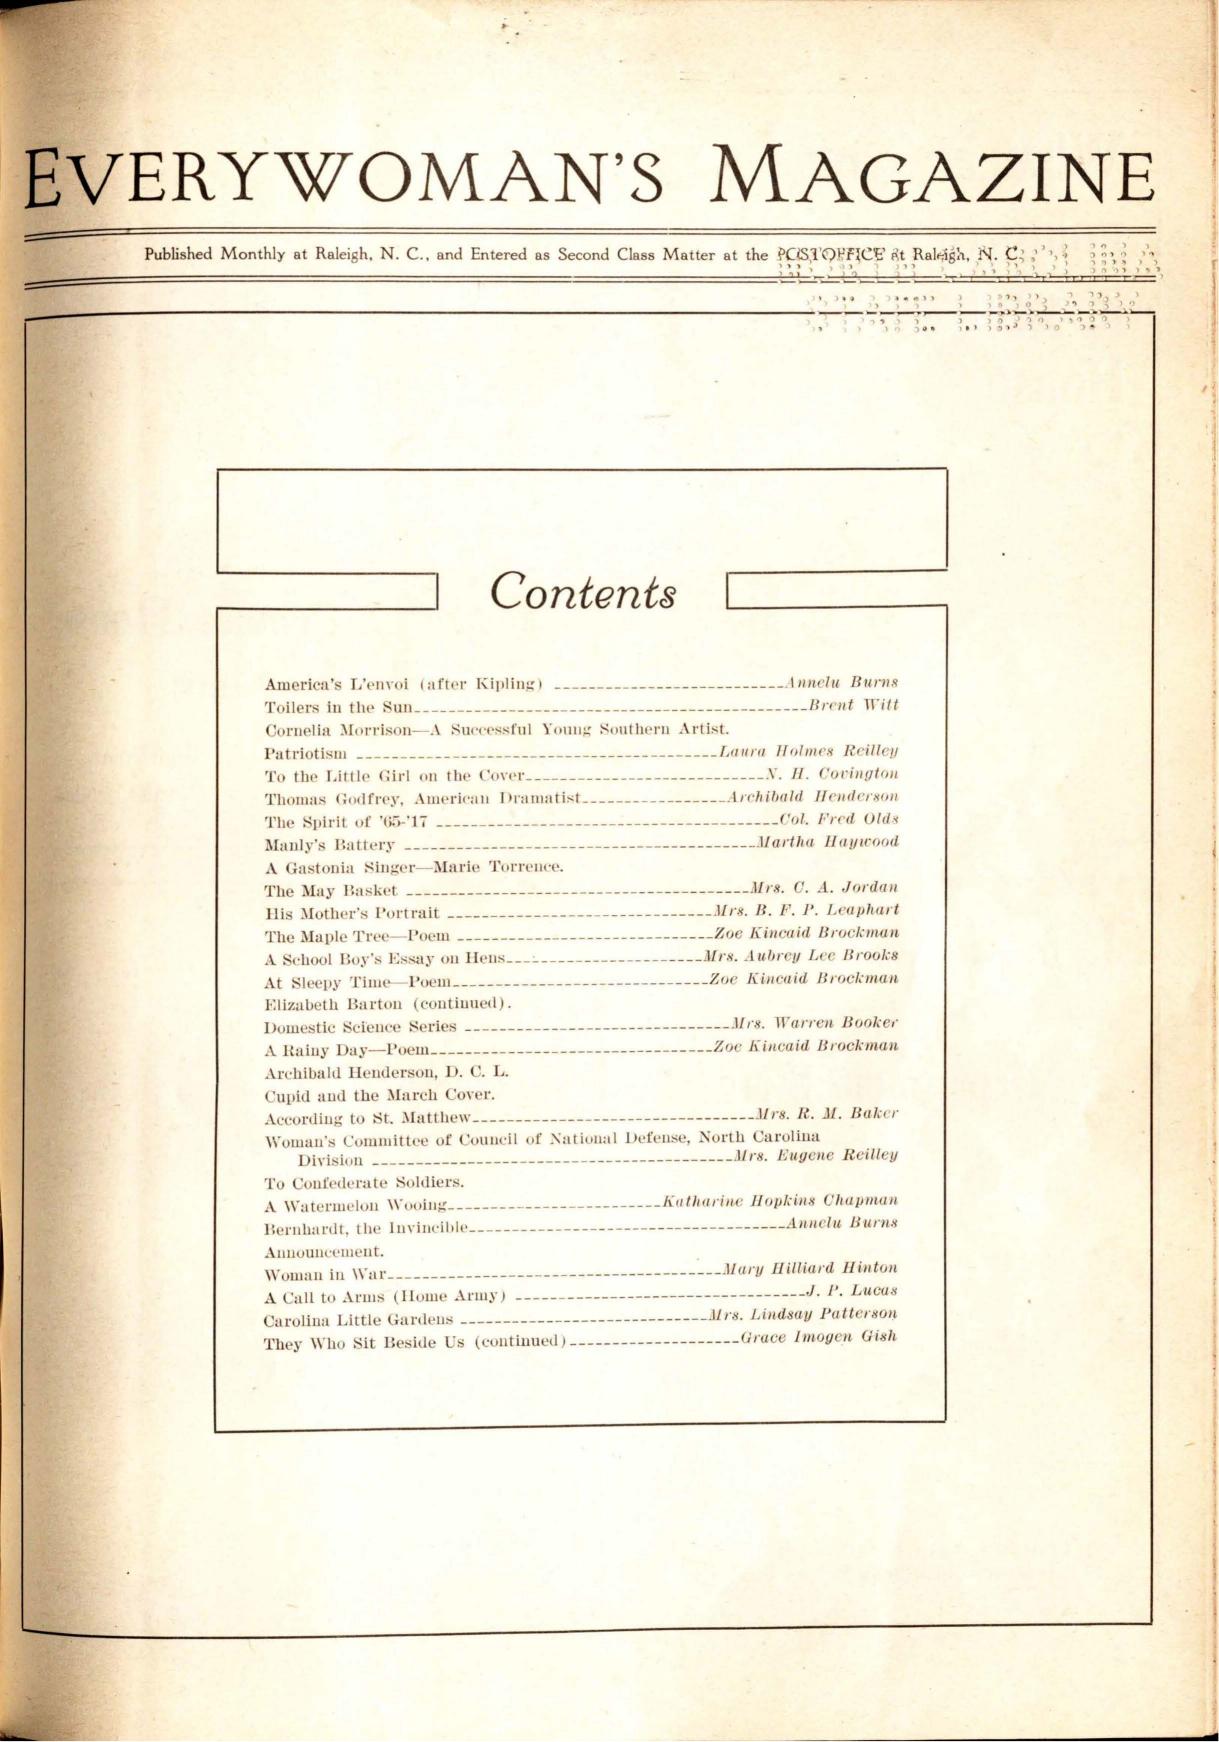 EVERYWOMAN'S MAGAZINE
Published Monthly at Raleigh, N. C., and Entered as Second Class Matter at the POSTOFFICE at Raleigh, N. C.
Contents
America's L'envoi (after Kipling) Annelu Burns
Toilers in the Sun Brent Witt
Cornelia Morrison—A Successful Young Southern Artist.
Patriotism Laura Holmes Reilley
To the Little Girl on the Cover N. H. Covington
Thomas Godfrey, American Dramatist Archibald Henderson
The Spirit of '65-'17 Col. Fred Olds
Manly's Battery Martha Haywood
A Gastonia Singer—Marie Torrence.
The May Basket Mrs. C. A. Jordan
His Mother's Portrait Mrs. B. F. P. Leaphart
The Maple Tree—Poem Zoe Kincaid Brockman
A School Boy's Essay on Hens Mrs. Aubrey Lee Brooks
At Sleepy Time—Poem Zoe Kincaid Brockman
Elizabeth Barton (continued).
Domestic Science Series Mrs. Warren Booker
A Rainy Day—Poem Zoe Kincaid Brockman
Archibald Henderson, D. C. L.
Cupid and the March Cover.
According to St. Matthew Mrs. R. M. Baker
Woman's Committee of Council of National Defense, North Carolina
Division Mrs. Eugene Reilley
To Confederate Soldiers.
A Watermelon Wooing Katharine Hopkins Chapman
Bernhardt, the Invincible Annelu Burns
Announcement.
Woman in War Mary Hilliard Hinton
A Call to Arms (Home Army) J. P. Lucas
Carolina Little Gardens Mrs. Lindsay Patterson
They Who Sit Beside Us (continued) Grace Imogen Gish